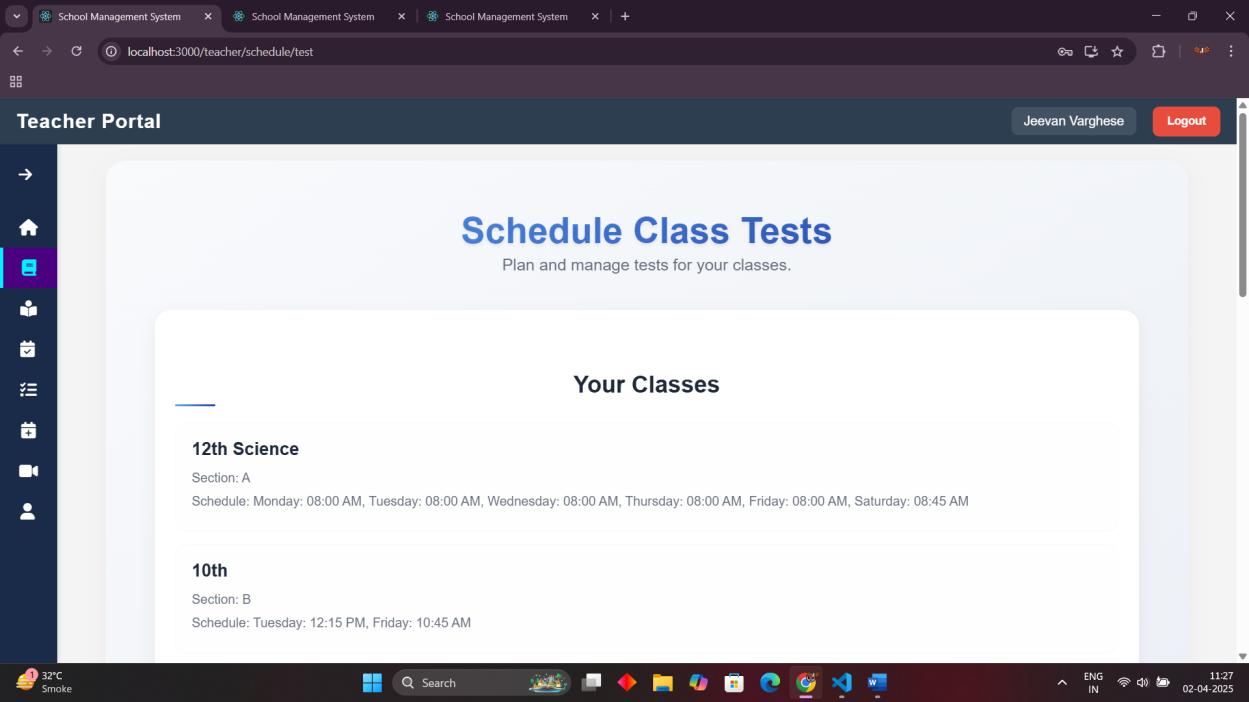 School Management System
School Management System
School Management System
localhost:3000/teacher/schedule/test
Teacher Portal
Jeevan Varghese
Logout
Schedule Class Tests
Plan and manage tests for your classes.
Your Classes
12th Science
Section: A
Schedule: Monday: 08:00 AM, Tuesday: 08:00 AM, Wednesday: 08:00 AM, Thursday: 08:00 AM, Friday: 08:00 AM, Saturday: 08:45 AM
10th
Section: B
Schedule: Tuesday: 12:15 PM, Friday: 10:45 AM
1
32°C
Smoke
Search
ENG
IN
11:27
02-04-2025